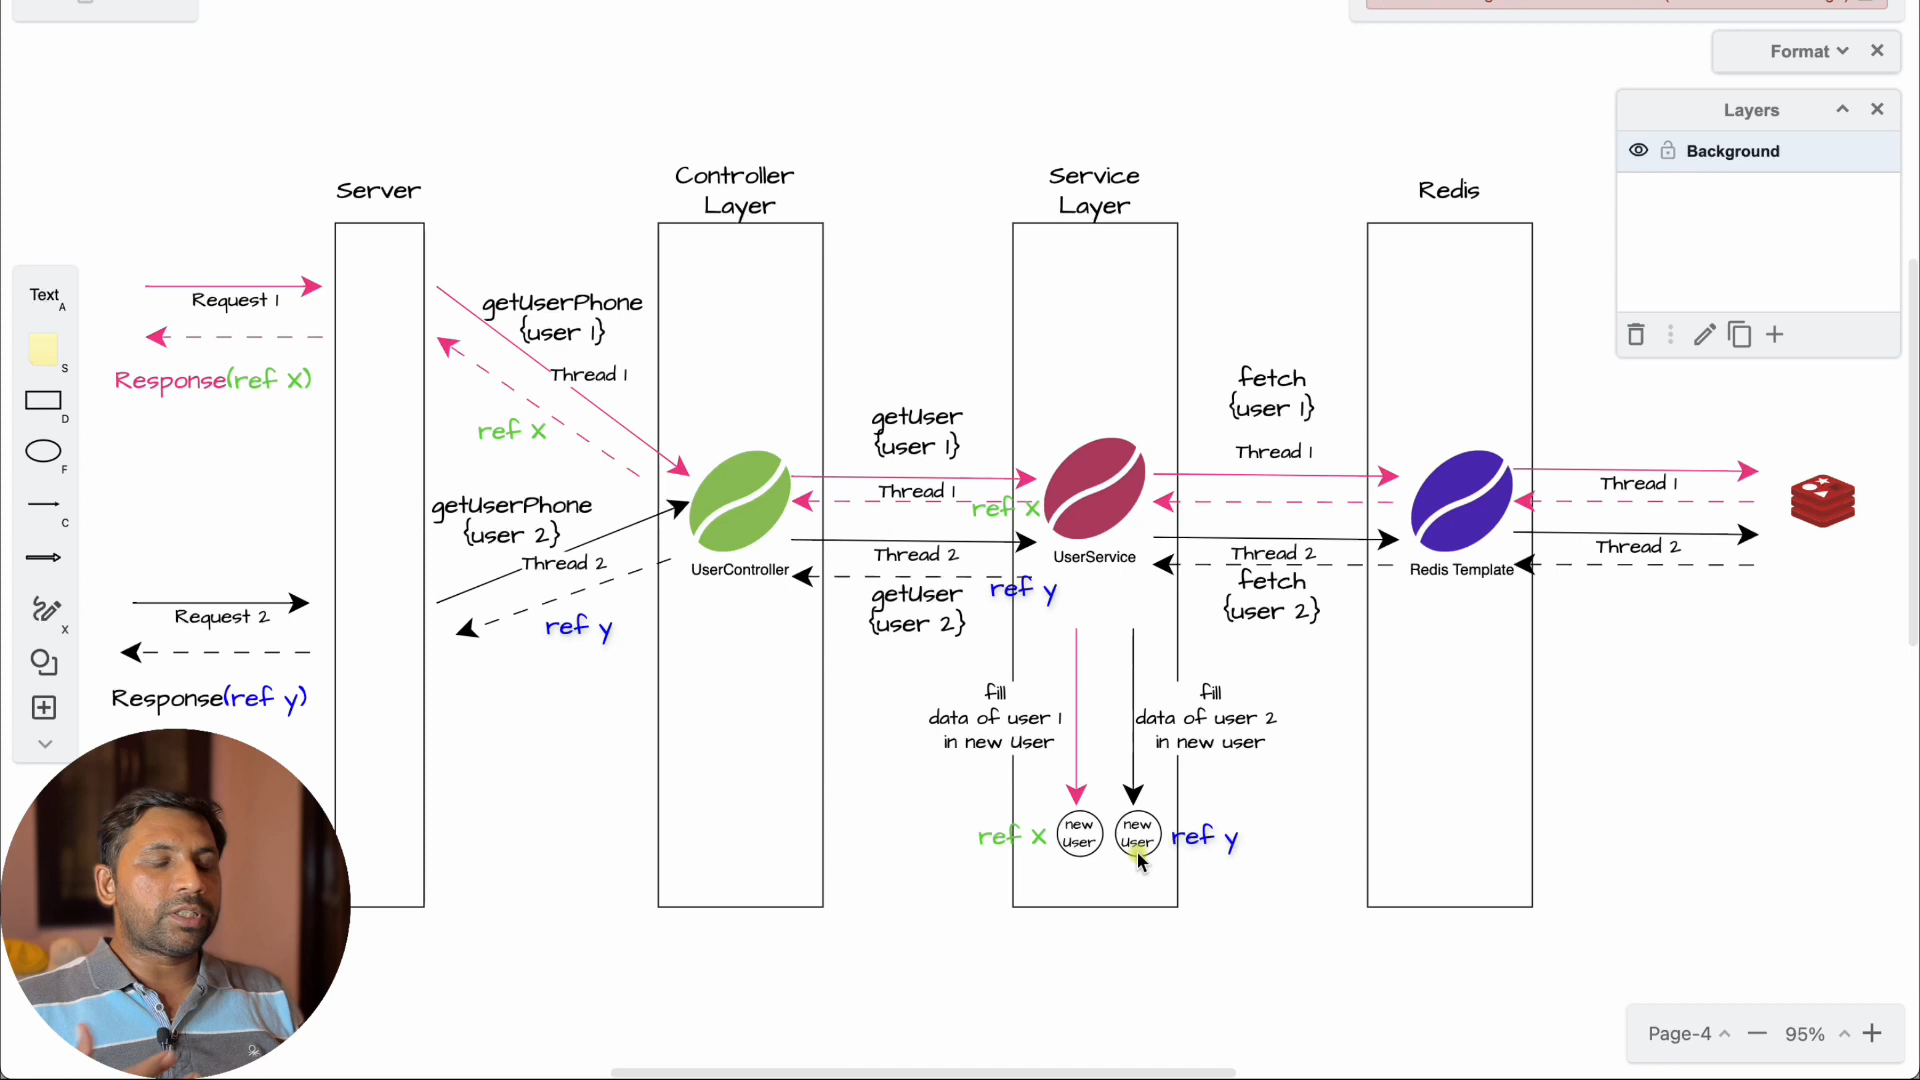 Format
Layers
Background
Server
Controller
Layer
Service
Layer
Redis
Text
A
S
D
F
C
X
Request 1
Response(ref x)
getUserPhone
{user 1}
Thread 1
ref x
getUserPhone
{user 2}
Thread 2
Request 2
ref y
Response(ref y)
UserController
getUser
{user 1}
Thread 1
ref x
Thread 2
getUser
{user 2}
ref y
UserService
fetch
{user 1}
Thread 1
Thread 2
fetch
{user 2}
Redis Template
Thread 1
Thread 2
fill
data of user 1
in new User
fill
data of user 2
in new user
ref x
new
User
new
User
ref y
Page-4
95%